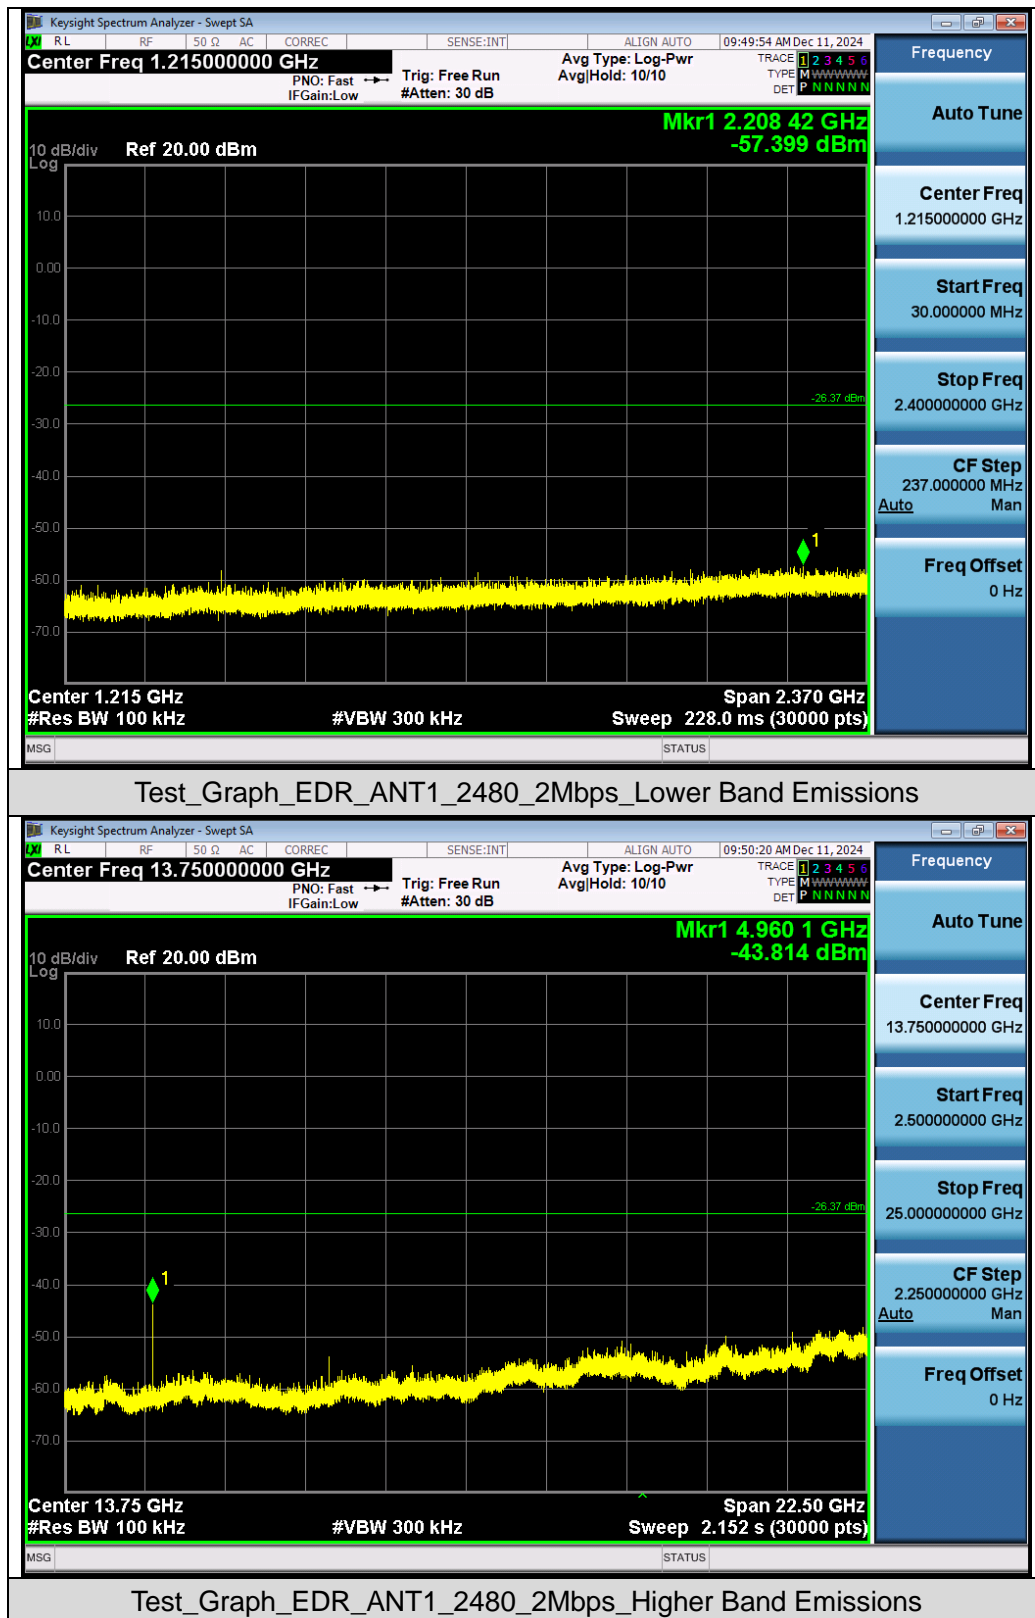 Keysight Spectrum Analyzer - Swept SA
LXI RL RF 50 Ω AC CORREC SENSE:INT ALIGN AUTO 09:49:54 AM Dec 11, 2024
Center Freq 1.215000000 GHz Avg Type: Log-Pwr TRACE 1 2 3 4 5 6
PNO: Fast Trig: Free Run Avg|Hold: 10/10 TYPE M WWWWW
IFGain:Low #Atten: 30 dB DET P N N N N N
Mkr1 2.208 42 GHz
-57.399 dBm
10 dB/div Ref 20.00 dBm
Log
10.0
0.00
-10.0
-20.0
-26.37 dBm
-30.0
-40.0
-50.0
1
-60.0
-70.0
Center 1.215 GHz Span 2.370 GHz
#Res BW 100 kHz #VBW 300 kHz Sweep 228.0 ms (30000 pts)
MSG STATUS
Frequency
Auto Tune
Center Freq
1.215000000 GHz
Start Freq
30.000000 MHz
Stop Freq
2.400000000 GHz
CF Step
237.000000 MHz
Auto Man
Freq Offset
0 Hz
Test_Graph_EDR_ANT1_2480_2Mbps_Lower Band Emissions
Keysight Spectrum Analyzer - Swept SA
LXI RL RF 50 Ω AC CORREC SENSE:INT ALIGN AUTO 09:50:20 AM Dec 11, 2024
Center Freq 13.750000000 GHz Avg Type: Log-Pwr TRACE 1 2 3 4 5 6
PNO: Fast Trig: Free Run Avg|Hold: 10/10 TYPE M WWWWW
IFGain:Low #Atten: 30 dB DET P N N N N N
Mkr1 4.960 1 GHz
-43.814 dBm
10 dB/div Ref 20.00 dBm
Log
10.0
0.00
-10.0
-20.0
-26.37 dBm
-30.0
1
-40.0
-50.0
-60.0
-70.0
Center 13.75 GHz Span 22.50 GHz
#Res BW 100 kHz #VBW 300 kHz Sweep 2.152 s (30000 pts)
MSG STATUS
Frequency
Auto Tune
Center Freq
13.750000000 GHz
Start Freq
2.500000000 GHz
Stop Freq
25.000000000 GHz
CF Step
2.250000000 GHz
Auto Man
Freq Offset
0 Hz
Test_Graph_EDR_ANT1_2480_2Mbps_Higher Band Emissions